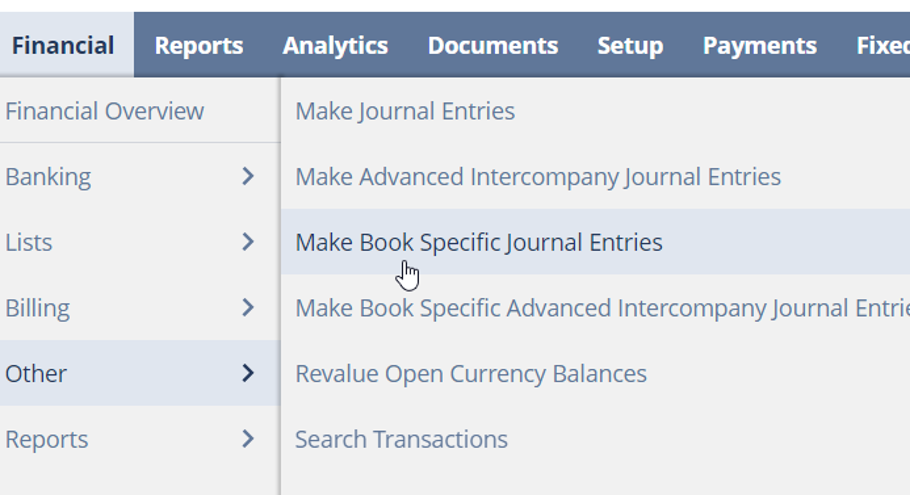 Financial Reports Analytics Documents Setup Payments
Financial Overview
Banking
Lists
Billing
Other
Reports
Make Journal Entries
Make Advanced Intercompany Journal Entries
Make Book Specific Journal Entries
Make Book Specific Advanced Intercompany Journal
Revalue Open Currency Balances
Search Transactions